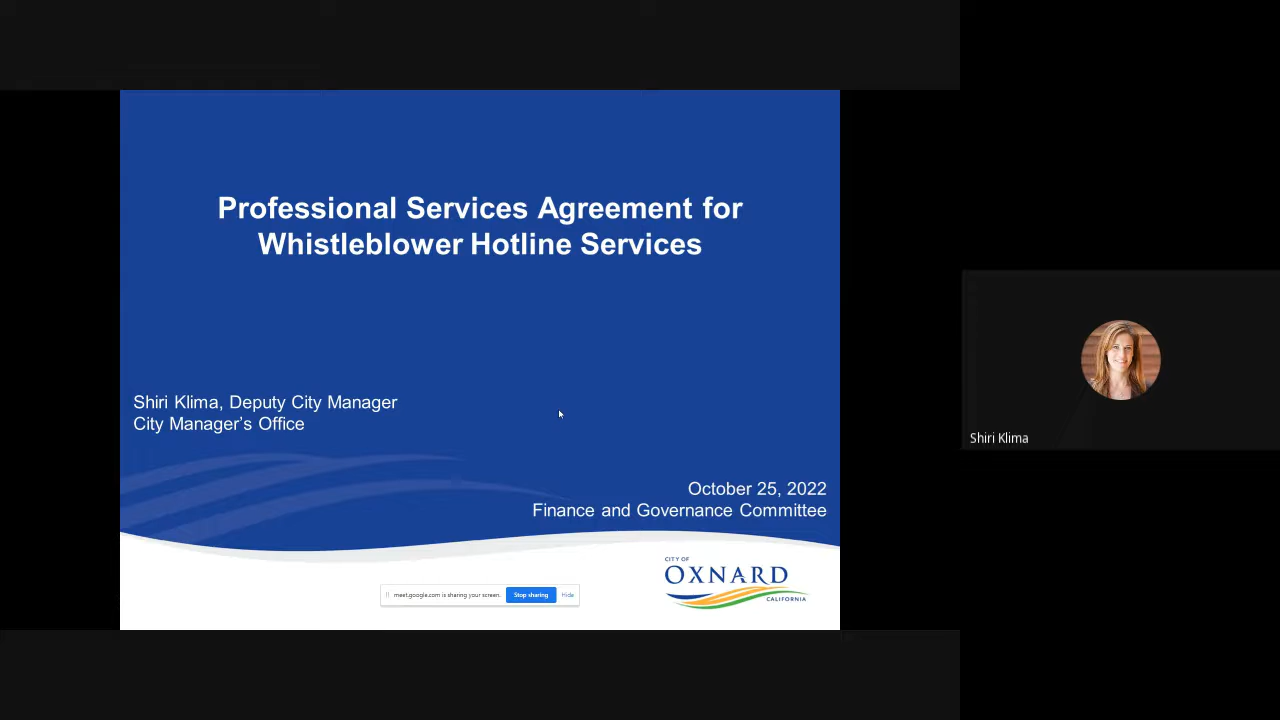 Professional Services Agreement for
Whistleblower Hotline Services
Shiri Klima, Deputy City Manager
City Manager's Office
October 25, 2022
Finance and Governance Committee
CITY OF
OXNARD
CALIFORNIA
meet.google.com is sharing your screen. Stop sharing Hide
Shiri Klima